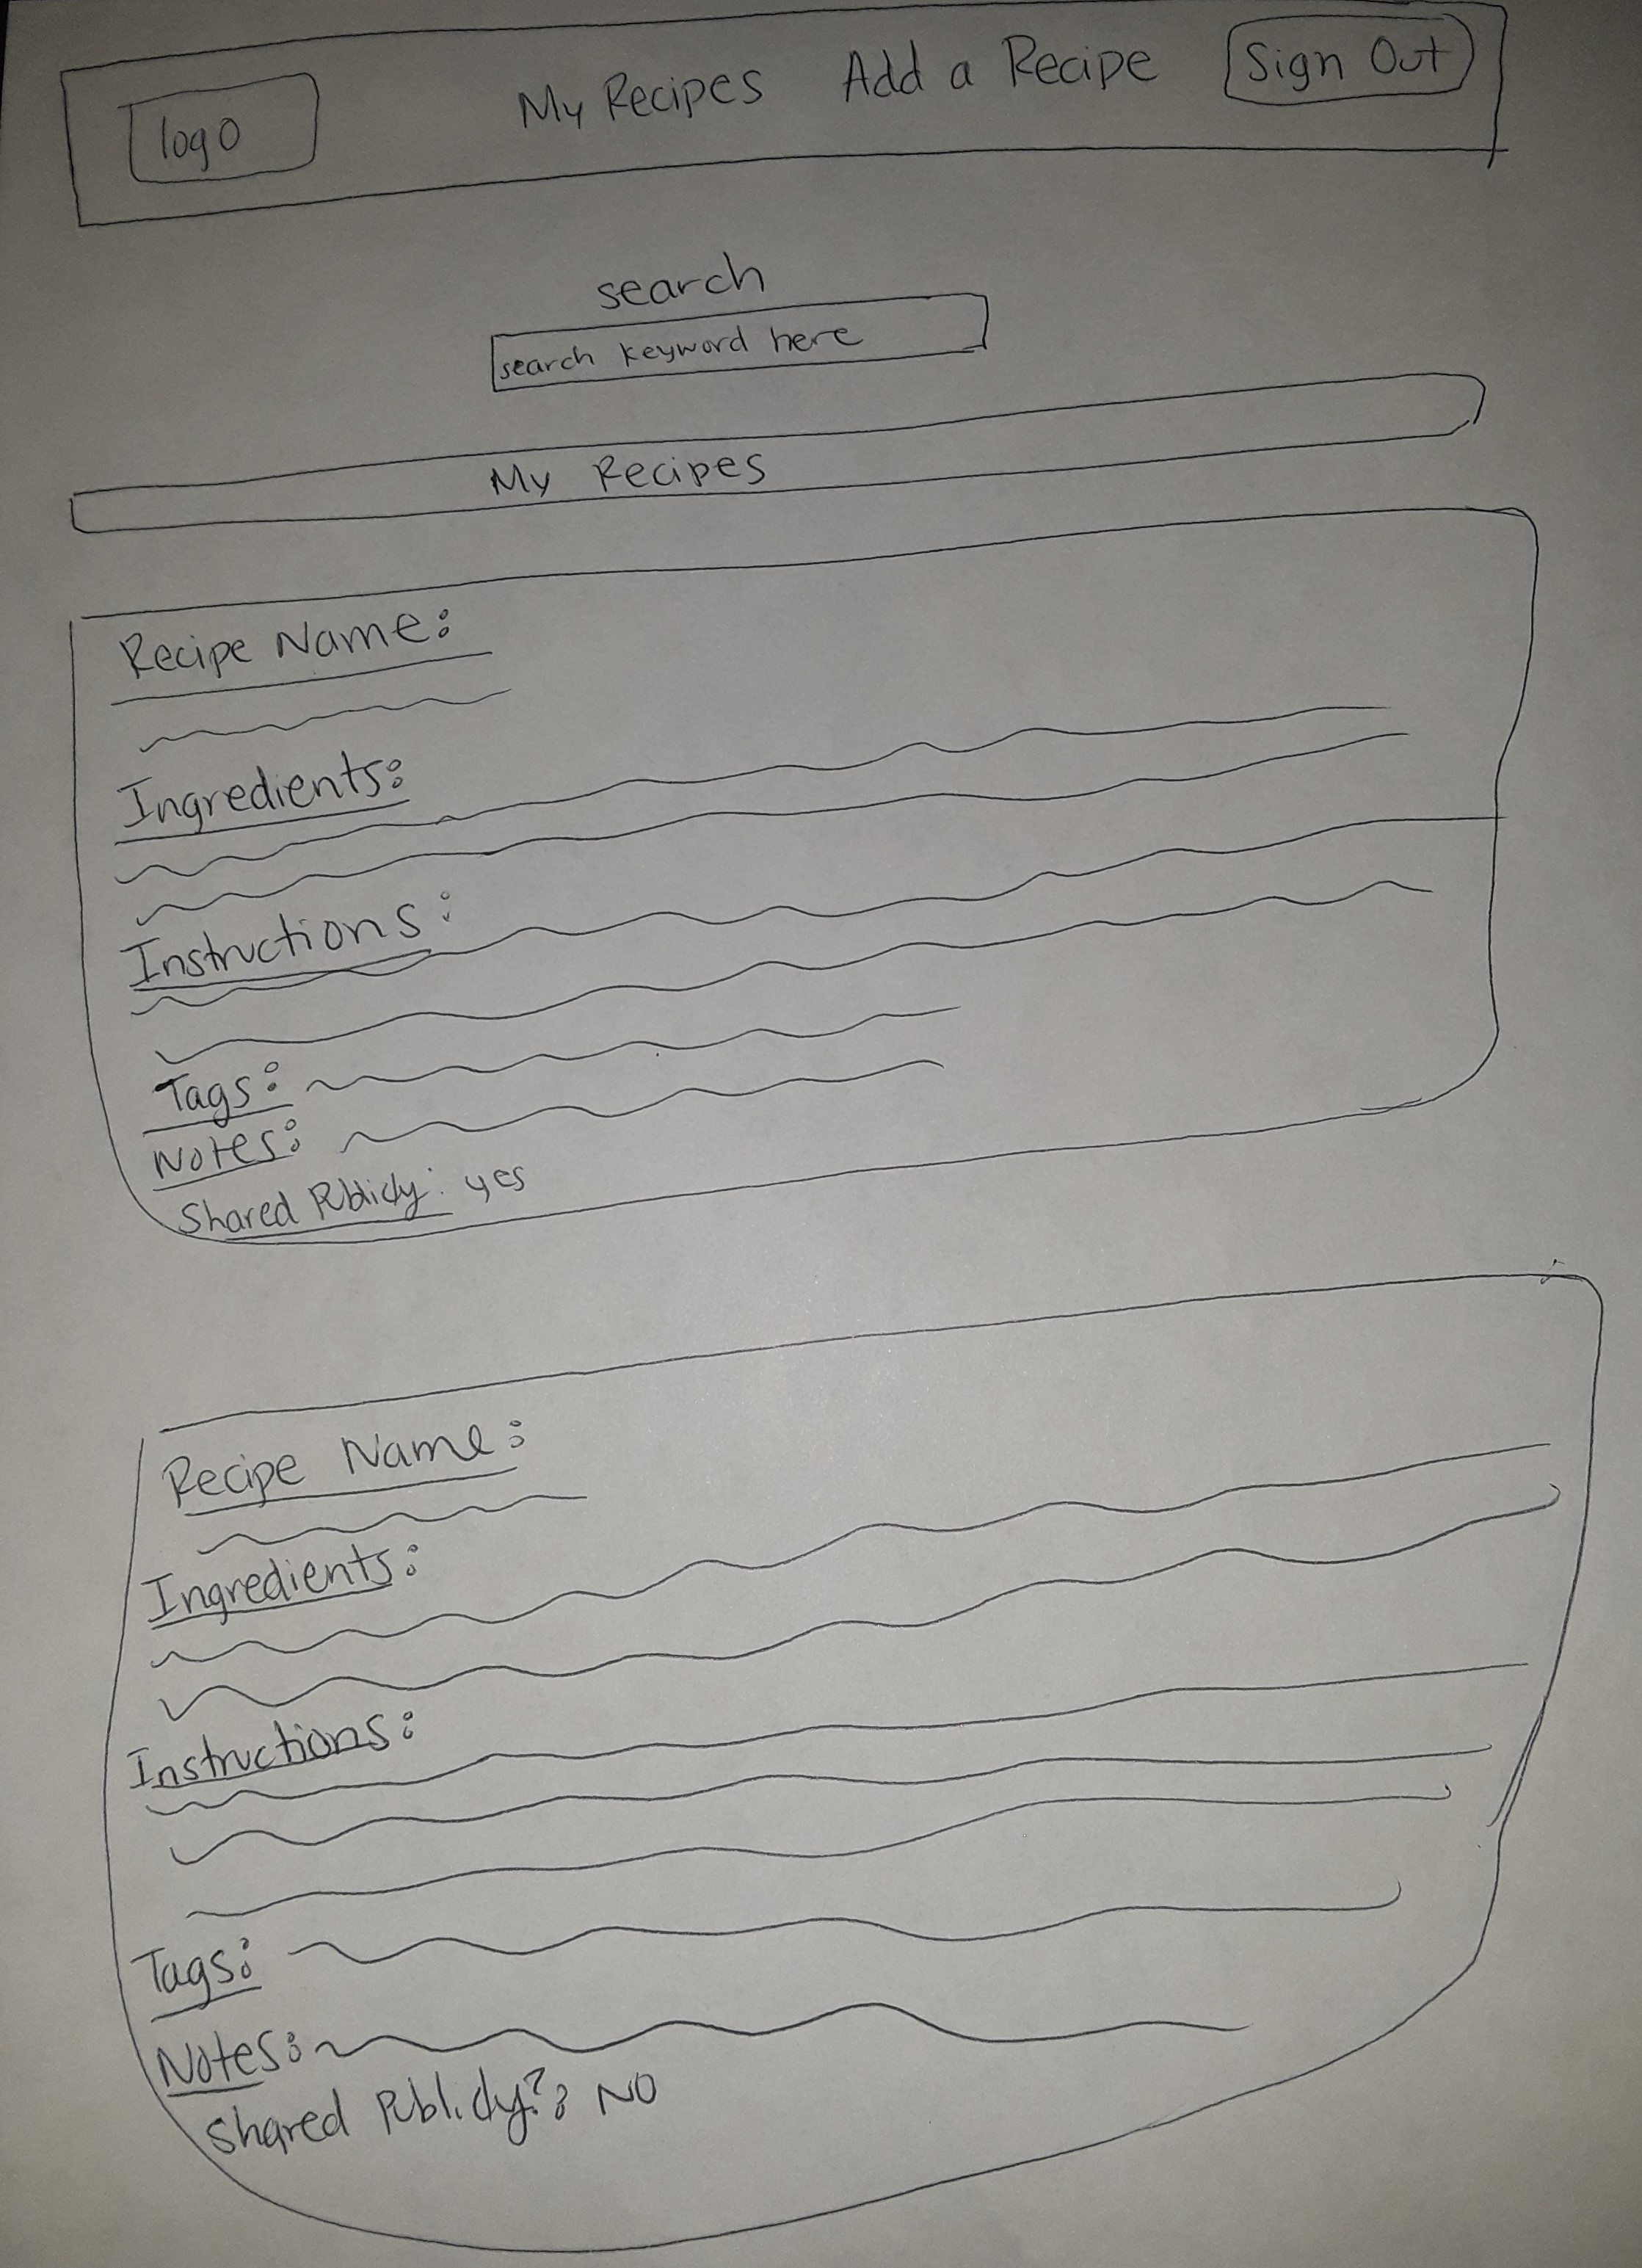 logo My Recipes Add a Recipe Sign Out
search
search keyword here
My Recipes
Recipe Name:
Ingredients:
Instructions:
Tags:
Notes:
Shared Publicly: yes
Recipe Name:
Ingredients:
Instructions:
Tags:
Notes:
Shared Publicly?: NO